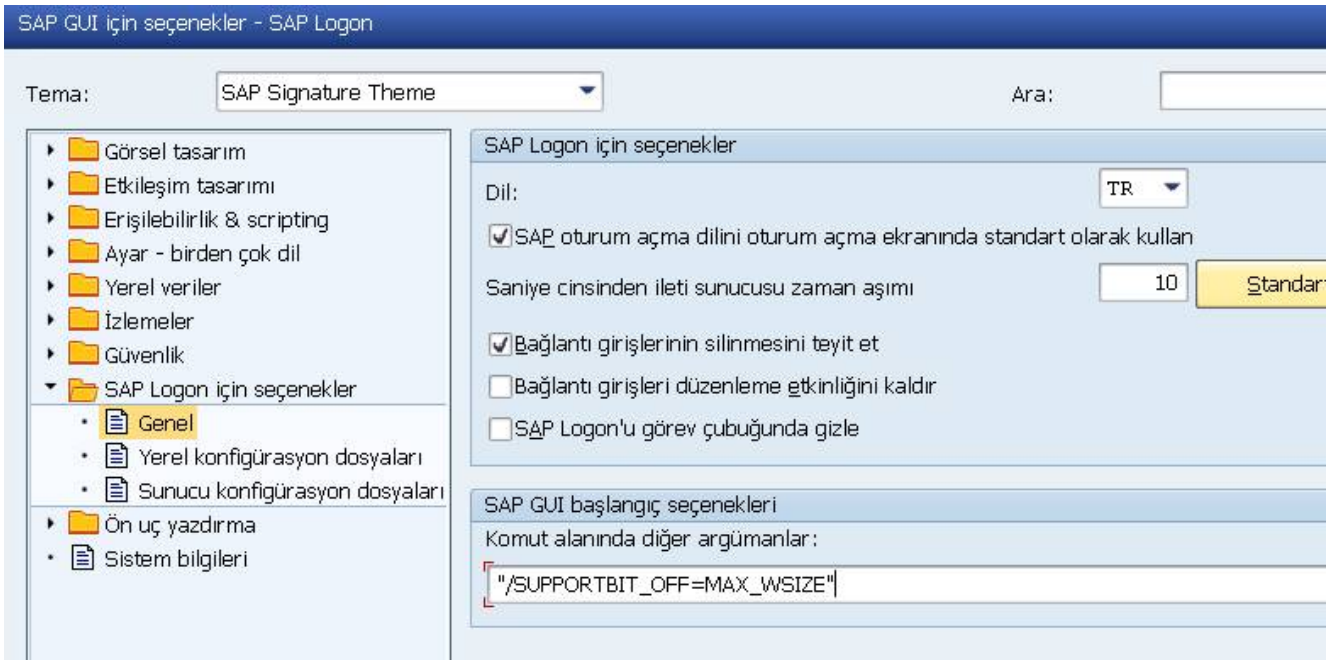 SAP GUI için seçenekler - SAP Logon
Tema: SAP Signature Theme Ara:
Görsel tasarım
Etkileşim tasarımı
Erişilebilirlik & scripting
Ayar - birden çok dil
Yerel veriler
İzlemeler
Güvenlik
SAP Logon için seçenekler
Genel
Yerel konfigürasyon dosyaları
Sunucu konfigürasyon dosyaları
Ön uç yazdırma
Sistem bilgileri
SAP Logon için seçenekler
Dil: TR
SAP oturum açma dilini oturum açma ekranında standart olarak kullan
Saniye cinsinden ileti sunucusu zaman aşımı 10 Standart
Bağlantı girişlerinin silinmesini teyit et
Bağlantı girişleri düzenleme etkinliğini kaldır
SAP Logon'u görev çubuğunda gizle
SAP GUI başlangıç seçenekleri
Komut alanında diğer argümanlar:
"/SUPPORTBIT_OFF=MAX_WSIZE"